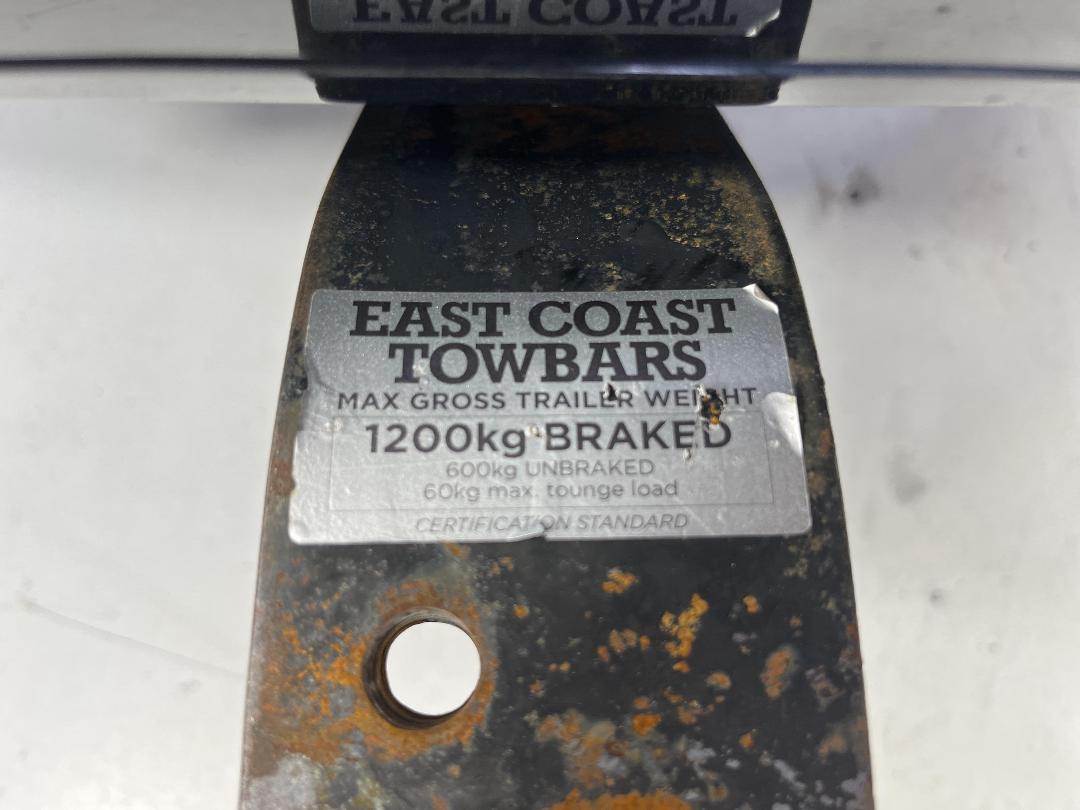 EAST COAST
EAST COAST
TOWBARS
MAX GROSS TRAILER WEIGHT
1200kg BRAKED
600kg UNBRAKED
60kg max. tounge load
CERTIFICATION STANDARD